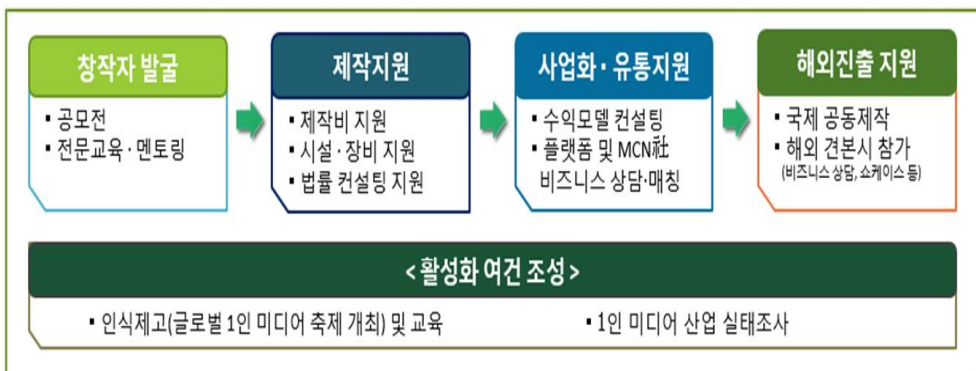 창작자 발굴
▪ 공모전
▪ 전문교육·멘토링
제작지원
▪ 제작비 지원
▪ 시설·장비 지원
▪ 법률 컨설팅 지원
사업화·유통지원
▪ 수익모델 컨설팅
▪ 플랫폼 및 MCN社
비즈니스 상담·매칭
해외진출 지원
▪ 국제 공동제작
▪ 해외 견본시 참가
(비즈니스 상담, 쇼케이스 등)
< 활성화 여건 조성 >
▪ 인식제고(글로벌 1인 미디어 축제 개최) 및 교육
▪ 1인 미디어 산업 실태조사